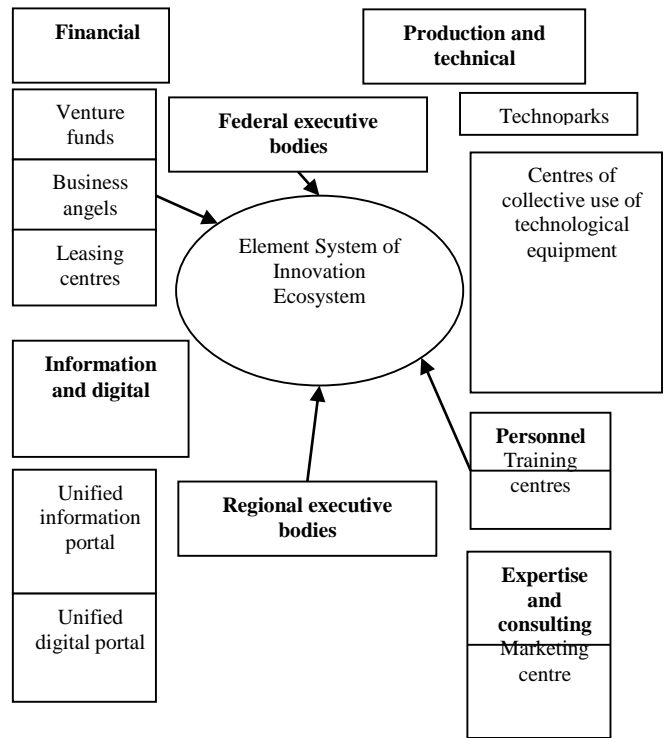 Financial
Production and
technical
Venture
funds
Business
angels
Leasing
centres
Federal executive
bodies
Technoparks
Centres of
collective use of
technological
equipment
Element System of
Innovation
Ecosystem
Information
and digital
Unified
information
portal
Unified
digital portal
Regional executive
bodies
Personnel
Training
centres
Expertise
and
consulting
Marketing
centre